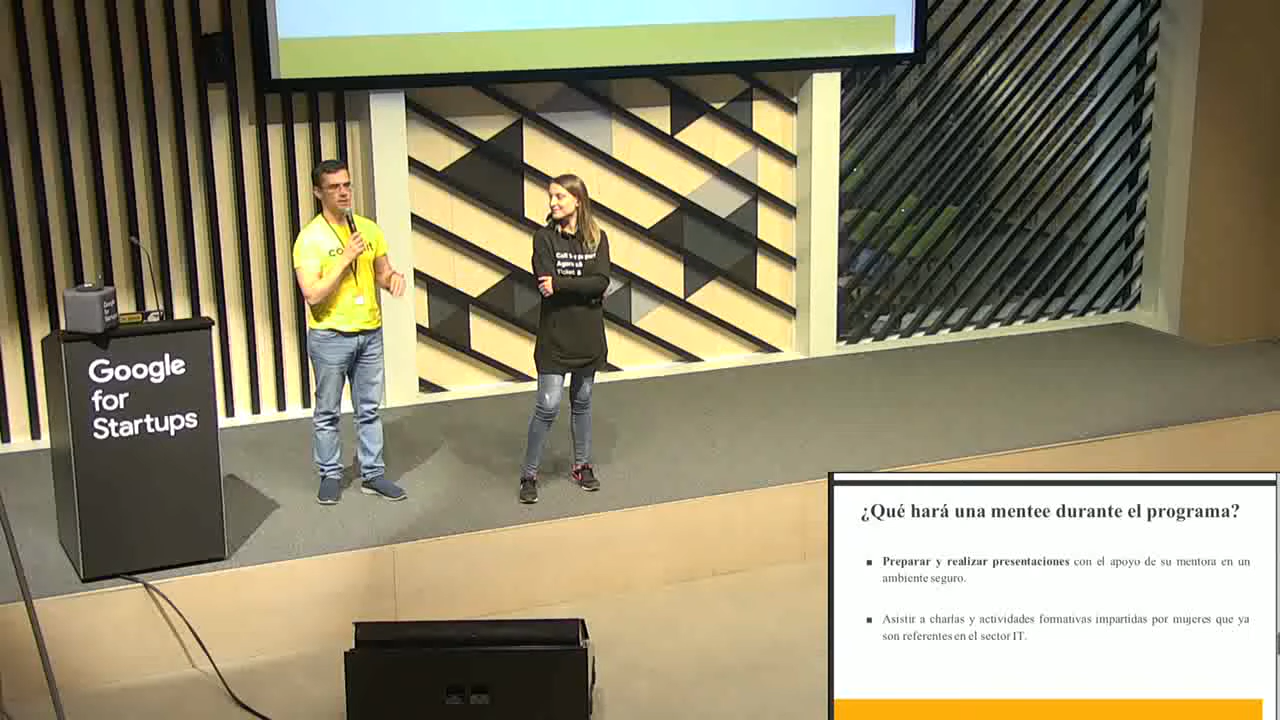 Google
for
Startups
¿Qué hará una mentee durante el programa?
Preparar y realizar presentaciones con el apoyo de su mentora en un
ambiente seguro.
Asistir a charlas y actividades formativas impartidas por mujeres que ya
son referentes en el sector IT.